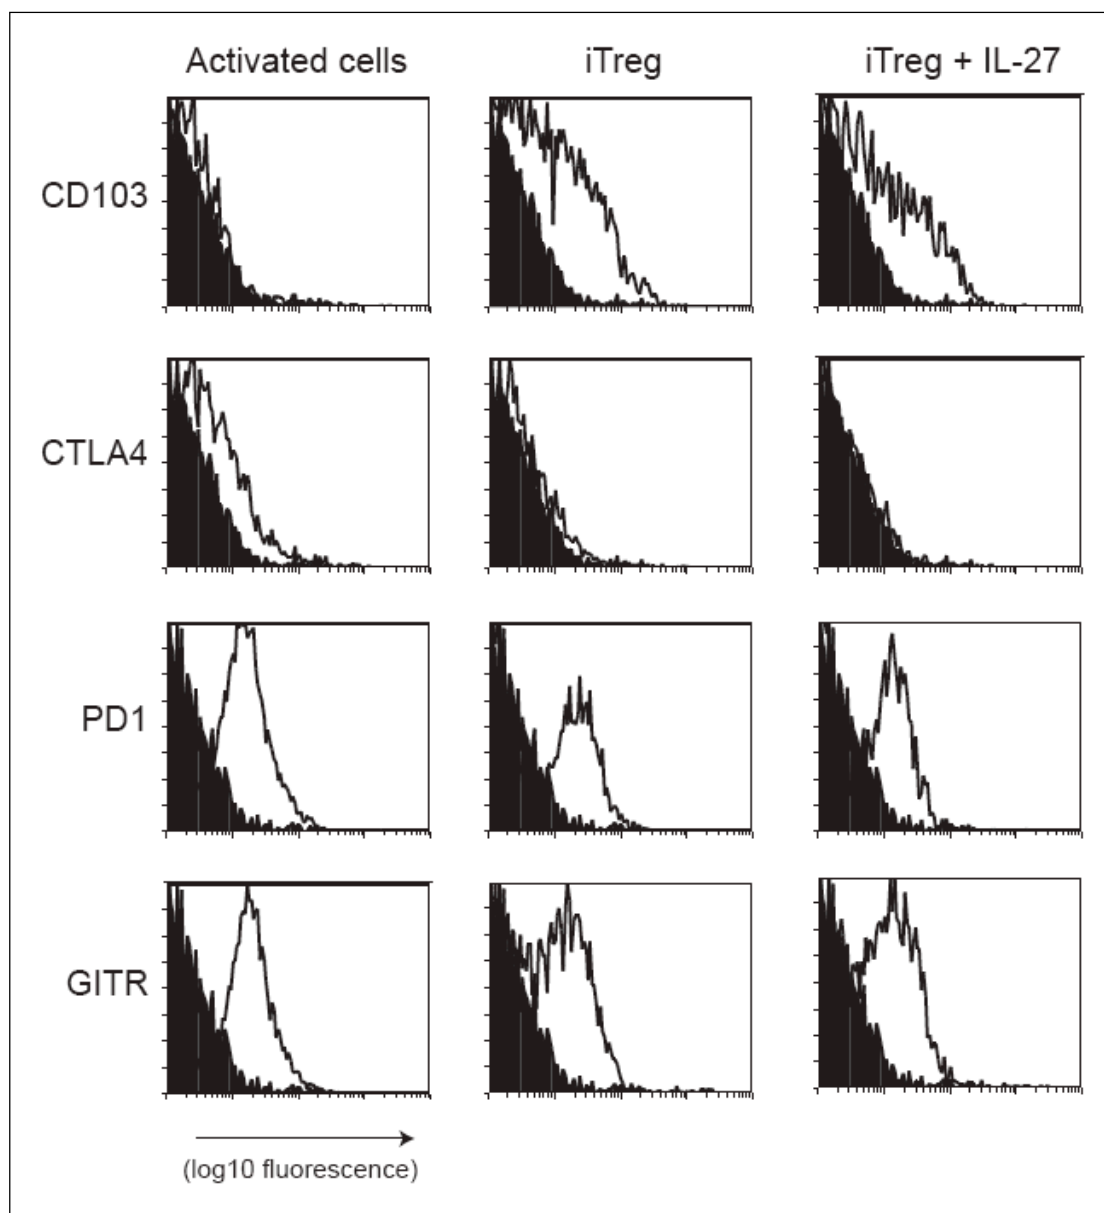 Activated cells iTreg iTreg + IL-27
CD103
CTLA4
PD1
GITR
(log10 fluorescence)